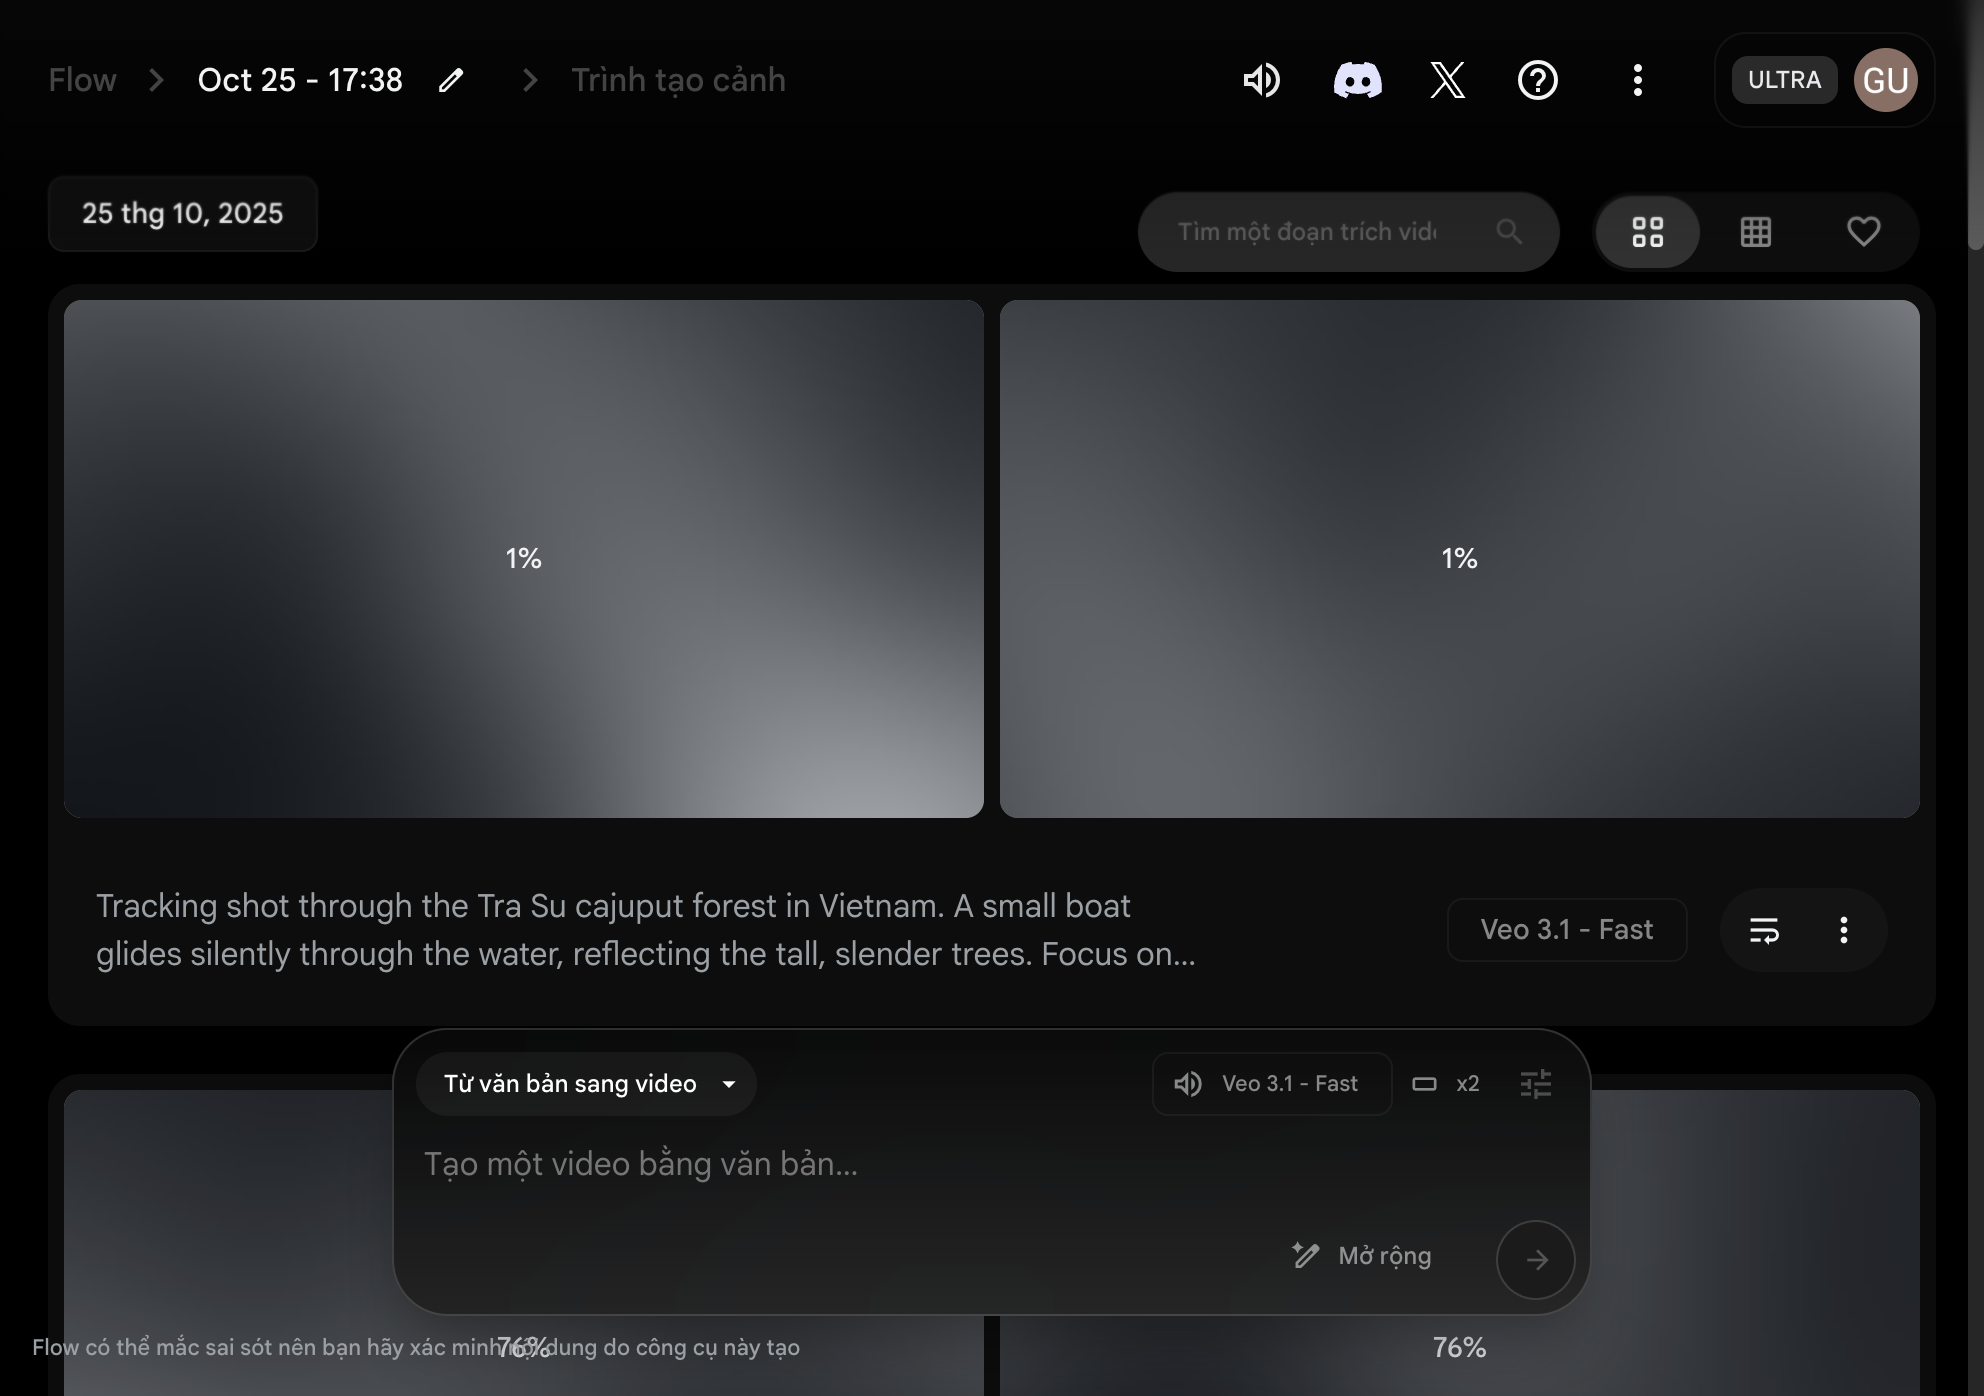 Flow
Oct 25 - 17:38
Trình tạo cảnh
ULTRA
GU
25 thg 10, 2025
Tìm một đoạn trích
1%
1%
Tracking shot through the Tra Su cajuput forest in Vietnam. A small boat
glides silently through the water, reflecting the tall, slender trees. Focus on...
Veo 3.1 - Fast
Từ văn bản sang video
Veo 3.1 - Fast
x2
Tạo một video bằng văn bản...
Mở rộng
Flow có thể mắc sai sót nên bạn hãy xác minh nội dung do công cụ này tạo
76%
76%